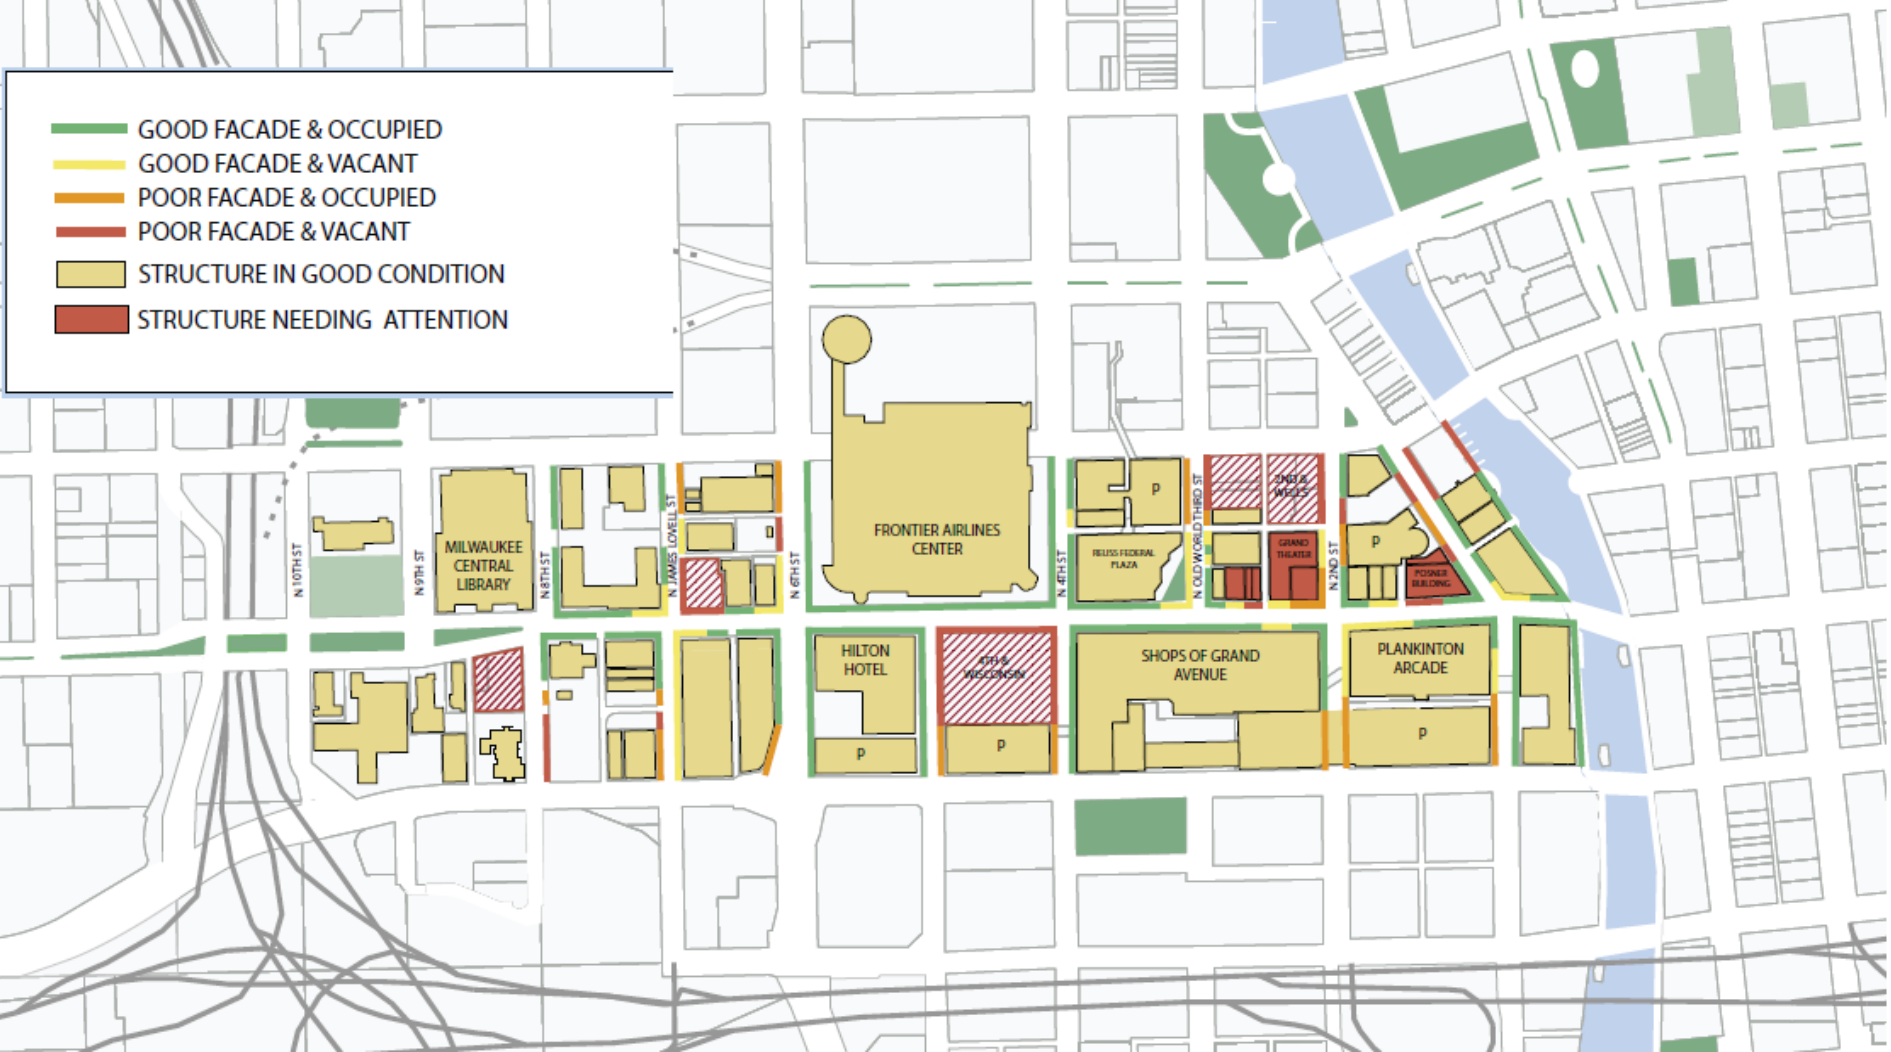 GOOD FACADE & OCCUPIED
GOOD FACADE & VACANT
POOR FACADE & OCCUPIED
POOR FACADE & VACANT
STRUCTURE IN GOOD CONDITION
STRUCTURE NEEDING ATTENTION
N 10TH ST
N 9TH ST
MILWAUKEE
CENTRAL
LIBRARY
N 8TH ST
N JAMES LOVELL ST
N 6TH ST
FRONTIER AIRLINES
CENTER
N 4TH ST
P
REUSS FEDERAL
PLAZA
N OLD WORLD THIRD ST
2ND &
WELLS
GRAND
THEATER
N 2ND ST
P
POSNER
BUILDING
HILTON
HOTEL
P
4TH &
WISCONSIN
P
SHOPS OF GRAND
AVENUE
PLANKINTON
ARCADE
P